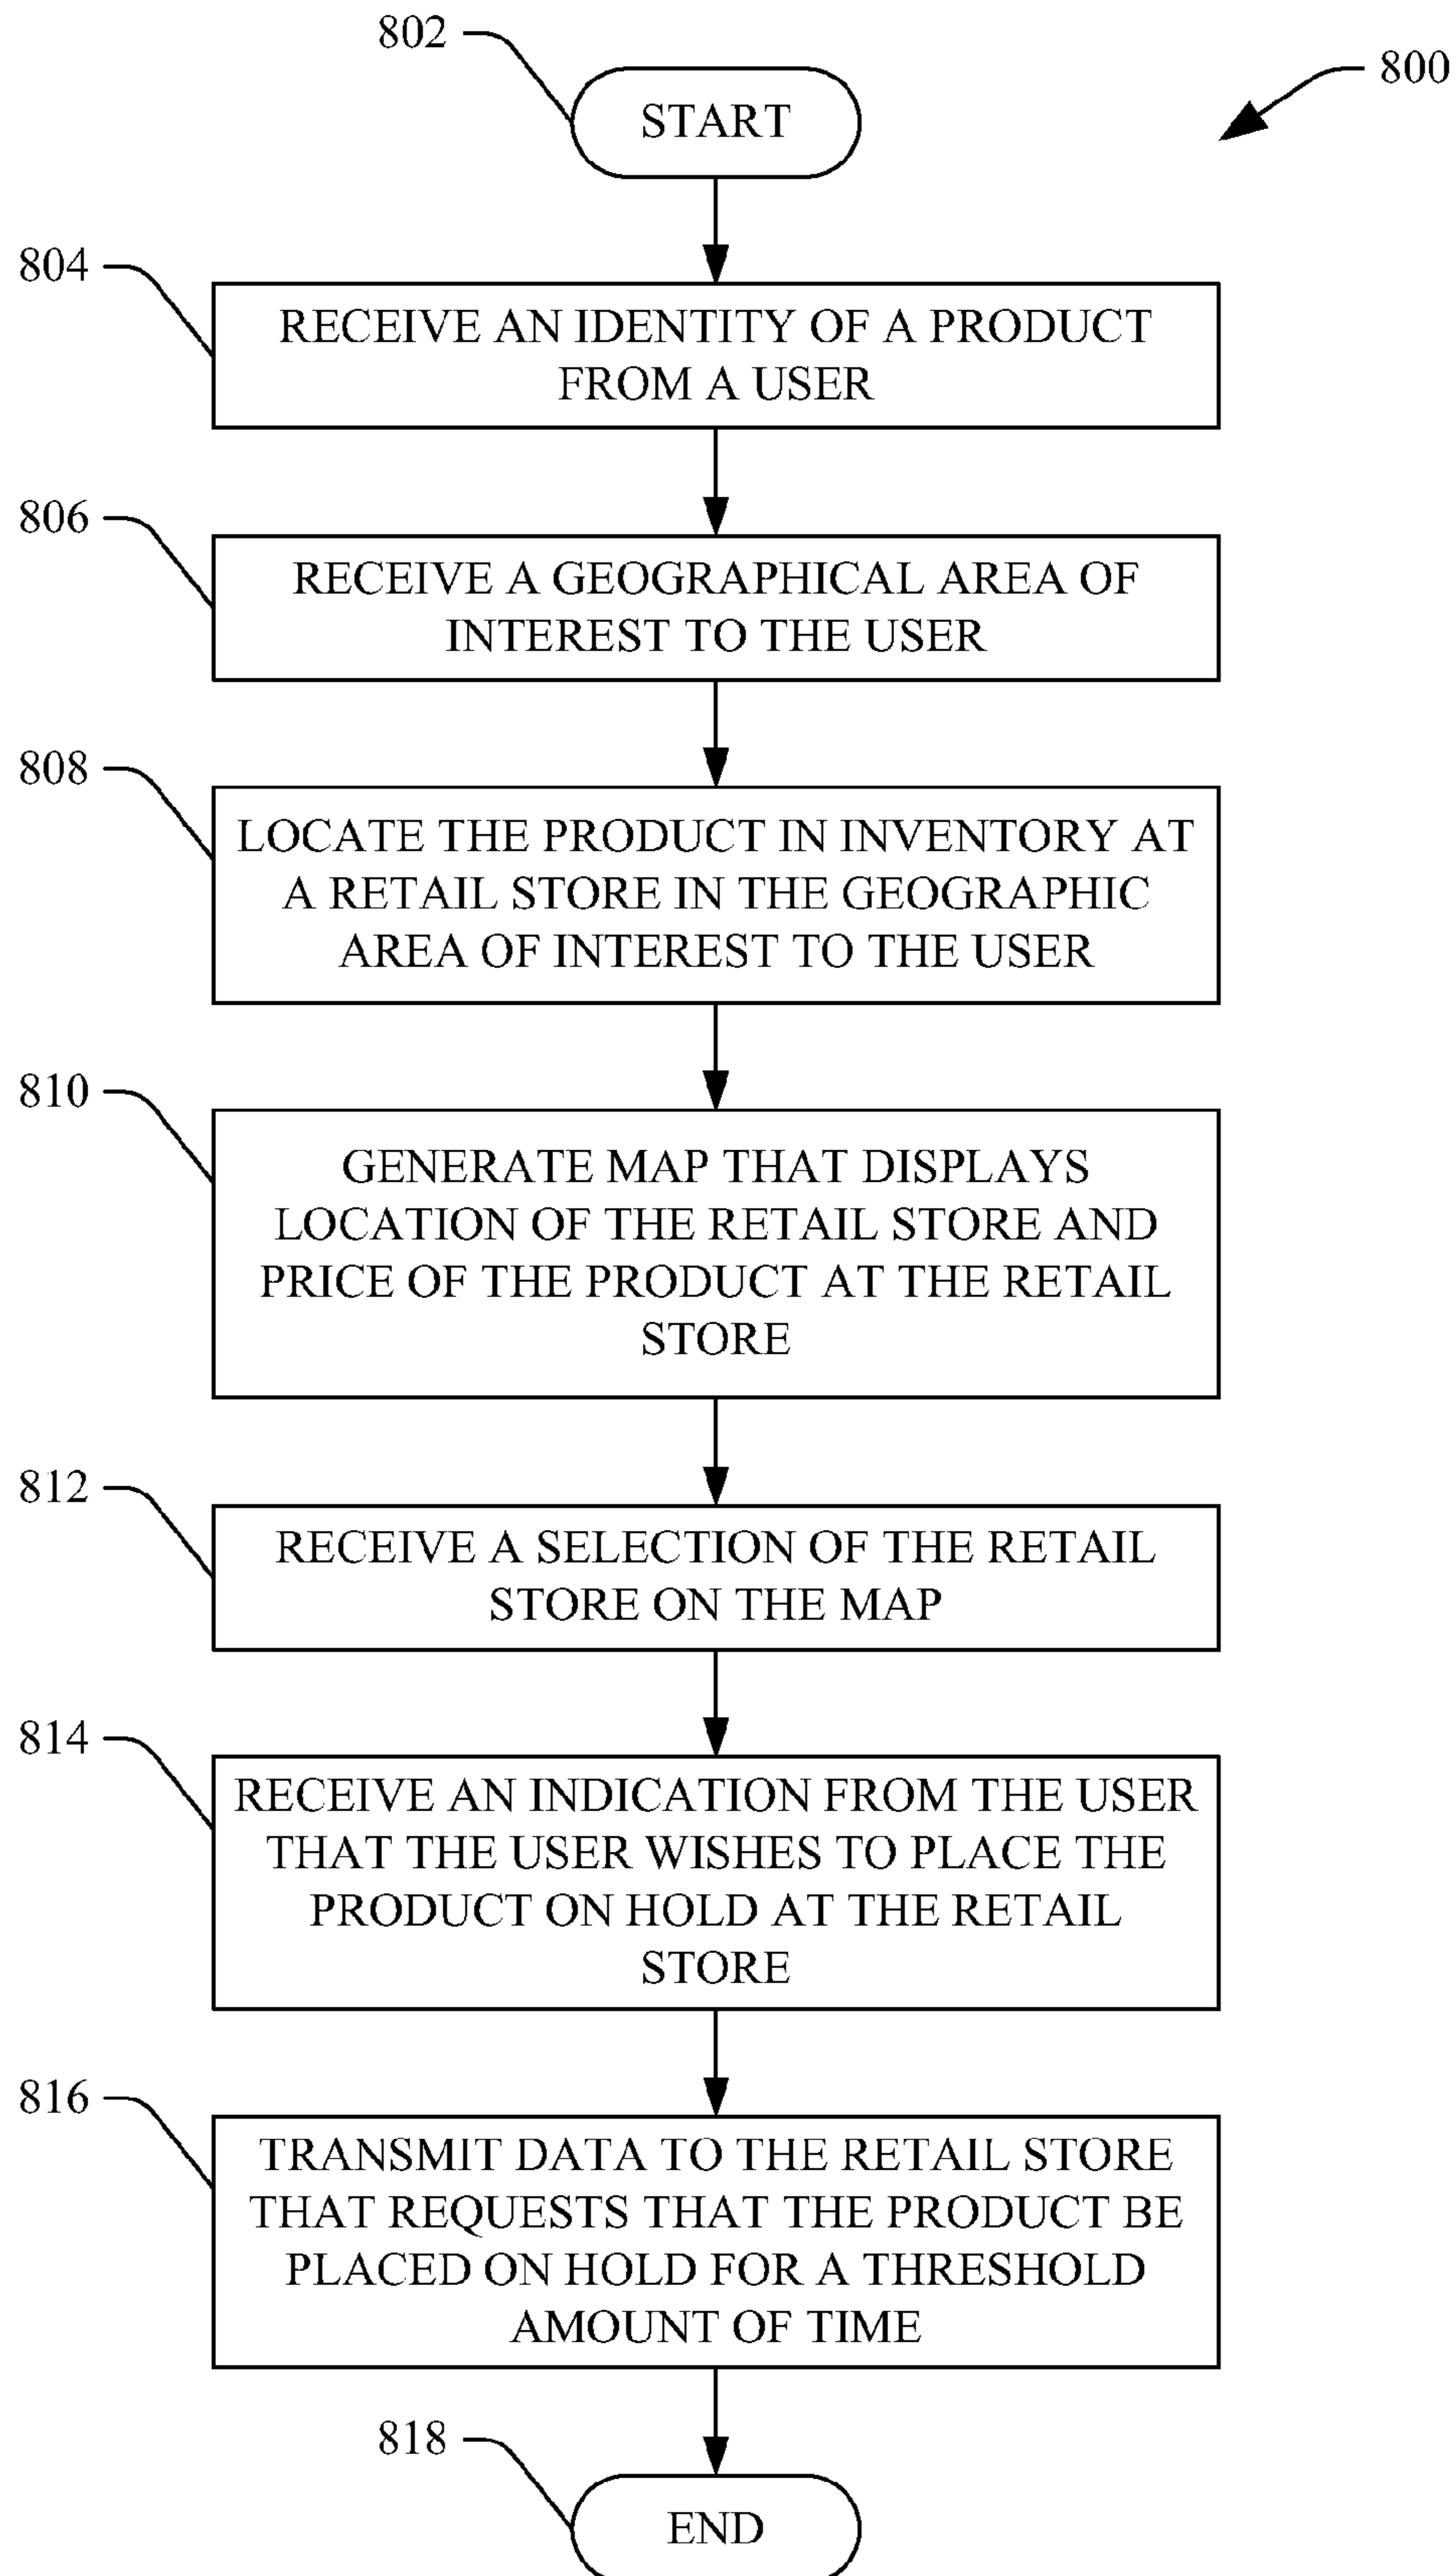 802
800
START
804
RECEIVE AN IDENTITY OF A PRODUCT
FROM A USER
806
RECEIVE A GEOGRAPHICAL AREA OF
INTEREST TO THE USER
808
LOCATE THE PRODUCT IN INVENTORY AT
A RETAIL STORE IN THE GEOGRAPHIC
AREA OF INTEREST TO THE USER
810
GENERATE MAP THAT DISPLAYS
LOCATION OF THE RETAIL STORE AND
PRICE OF THE PRODUCT AT THE RETAIL
STORE
812
RECEIVE A SELECTION OF THE RETAIL
STORE ON THE MAP
814
RECEIVE AN INDICATION FROM THE USER
THAT THE USER WISHES TO PLACE THE
PRODUCT ON HOLD AT THE RETAIL
STORE
816
TRANSMIT DATA TO THE RETAIL STORE
THAT REQUESTS THAT THE PRODUCT BE
PLACED ON HOLD FOR A THRESHOLD
AMOUNT OF TIME
818
END